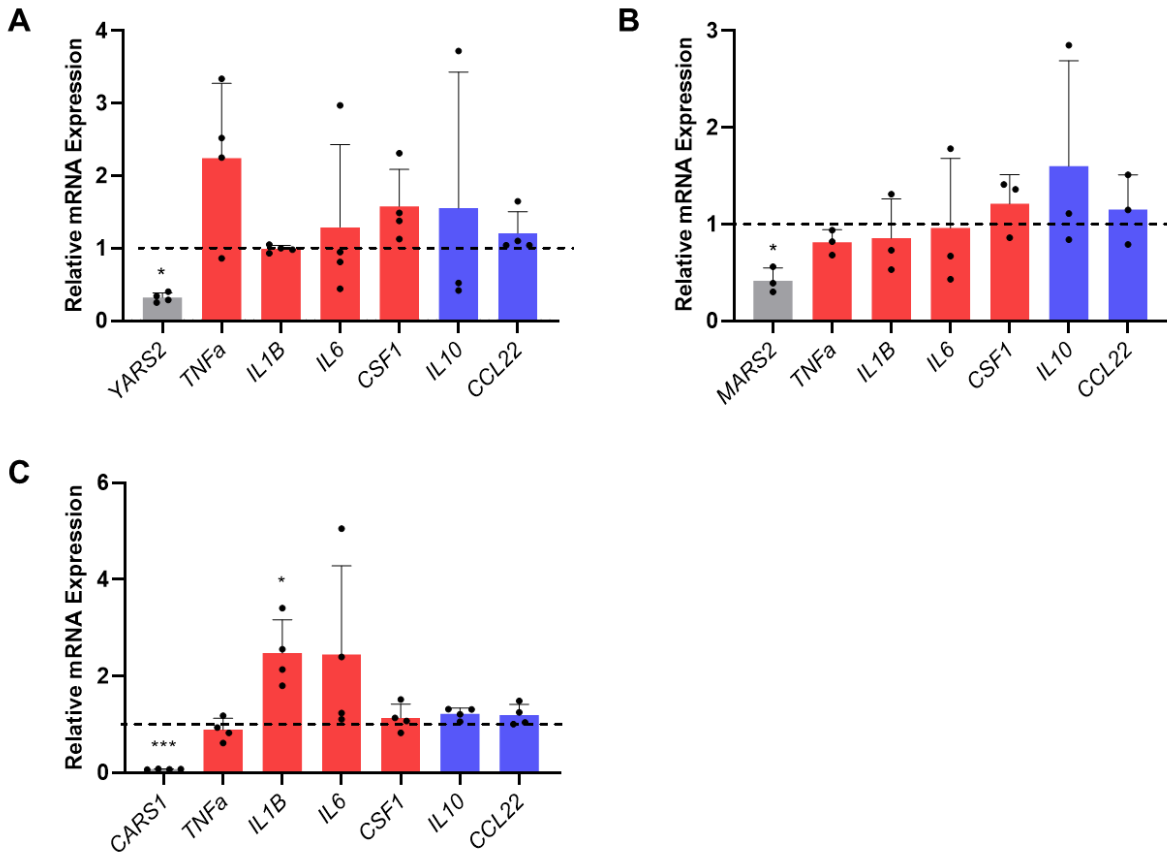 A
Relative mRNA Expression
4
3
2
1
0
*
YARS2
TNFa
IL1B
IL6
CSF1
IL10
CCL22
B
Relative mRNA Expression
3
2
1
0
*
MARS2
TNFa
IL1B
IL6
CSF1
IL10
CCL22
C
Relative mRNA Expression
6
4
2
0
***
*
CARS1
TNFa
IL1B
IL6
CSF1
IL10
CCL22